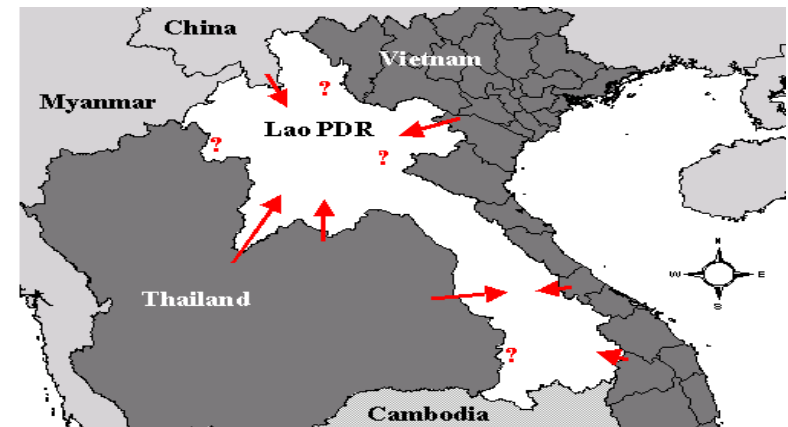 China
Vietnam
Myanmar
?
Lao PDR
?
?
N
W
E
S
Thailand
?
Cambodia